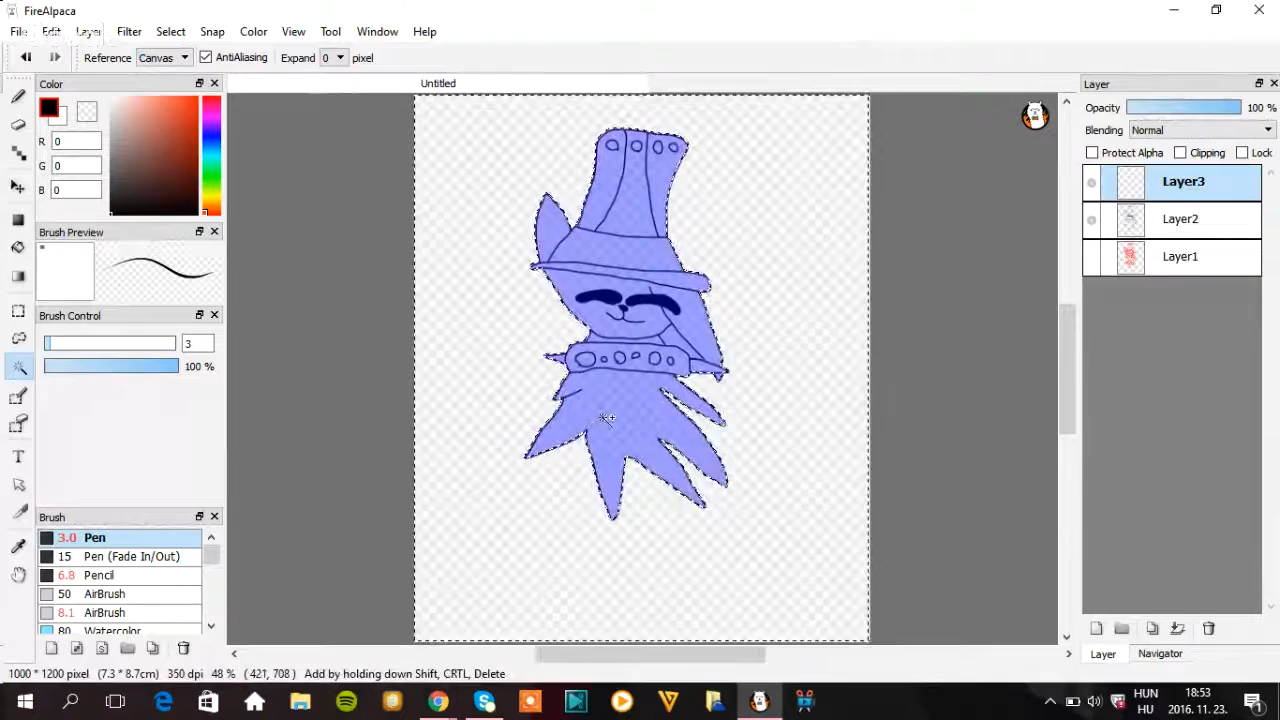 FireAlpaca
File Edit Layer Filter Select Snap Color View Tool Window Help
Reference Canvas AntiAliasing Expand 0 pixel
Color
Untitled
Layer
R 0
G 0
B 0
Opacity 100 %
Blending Normal
Protect Alpha Clipping Lock
Layer3
Layer2
Layer1
Brush Preview
Brush Control
3
100 %
Brush
3.0 Pen
15 Pen (Fade In/Out)
6.8 Pencil
50 AirBrush
8.1 AirBrush
80 Watercolor
Layer Navigator
1000 * 1200 pixel (7.3 * 8.7cm) 350 dpi 48 % ( 421, 708 ) Add by holding down Shift, CRTL, Delete
HUN 18:53
HU 2016. 11. 23.